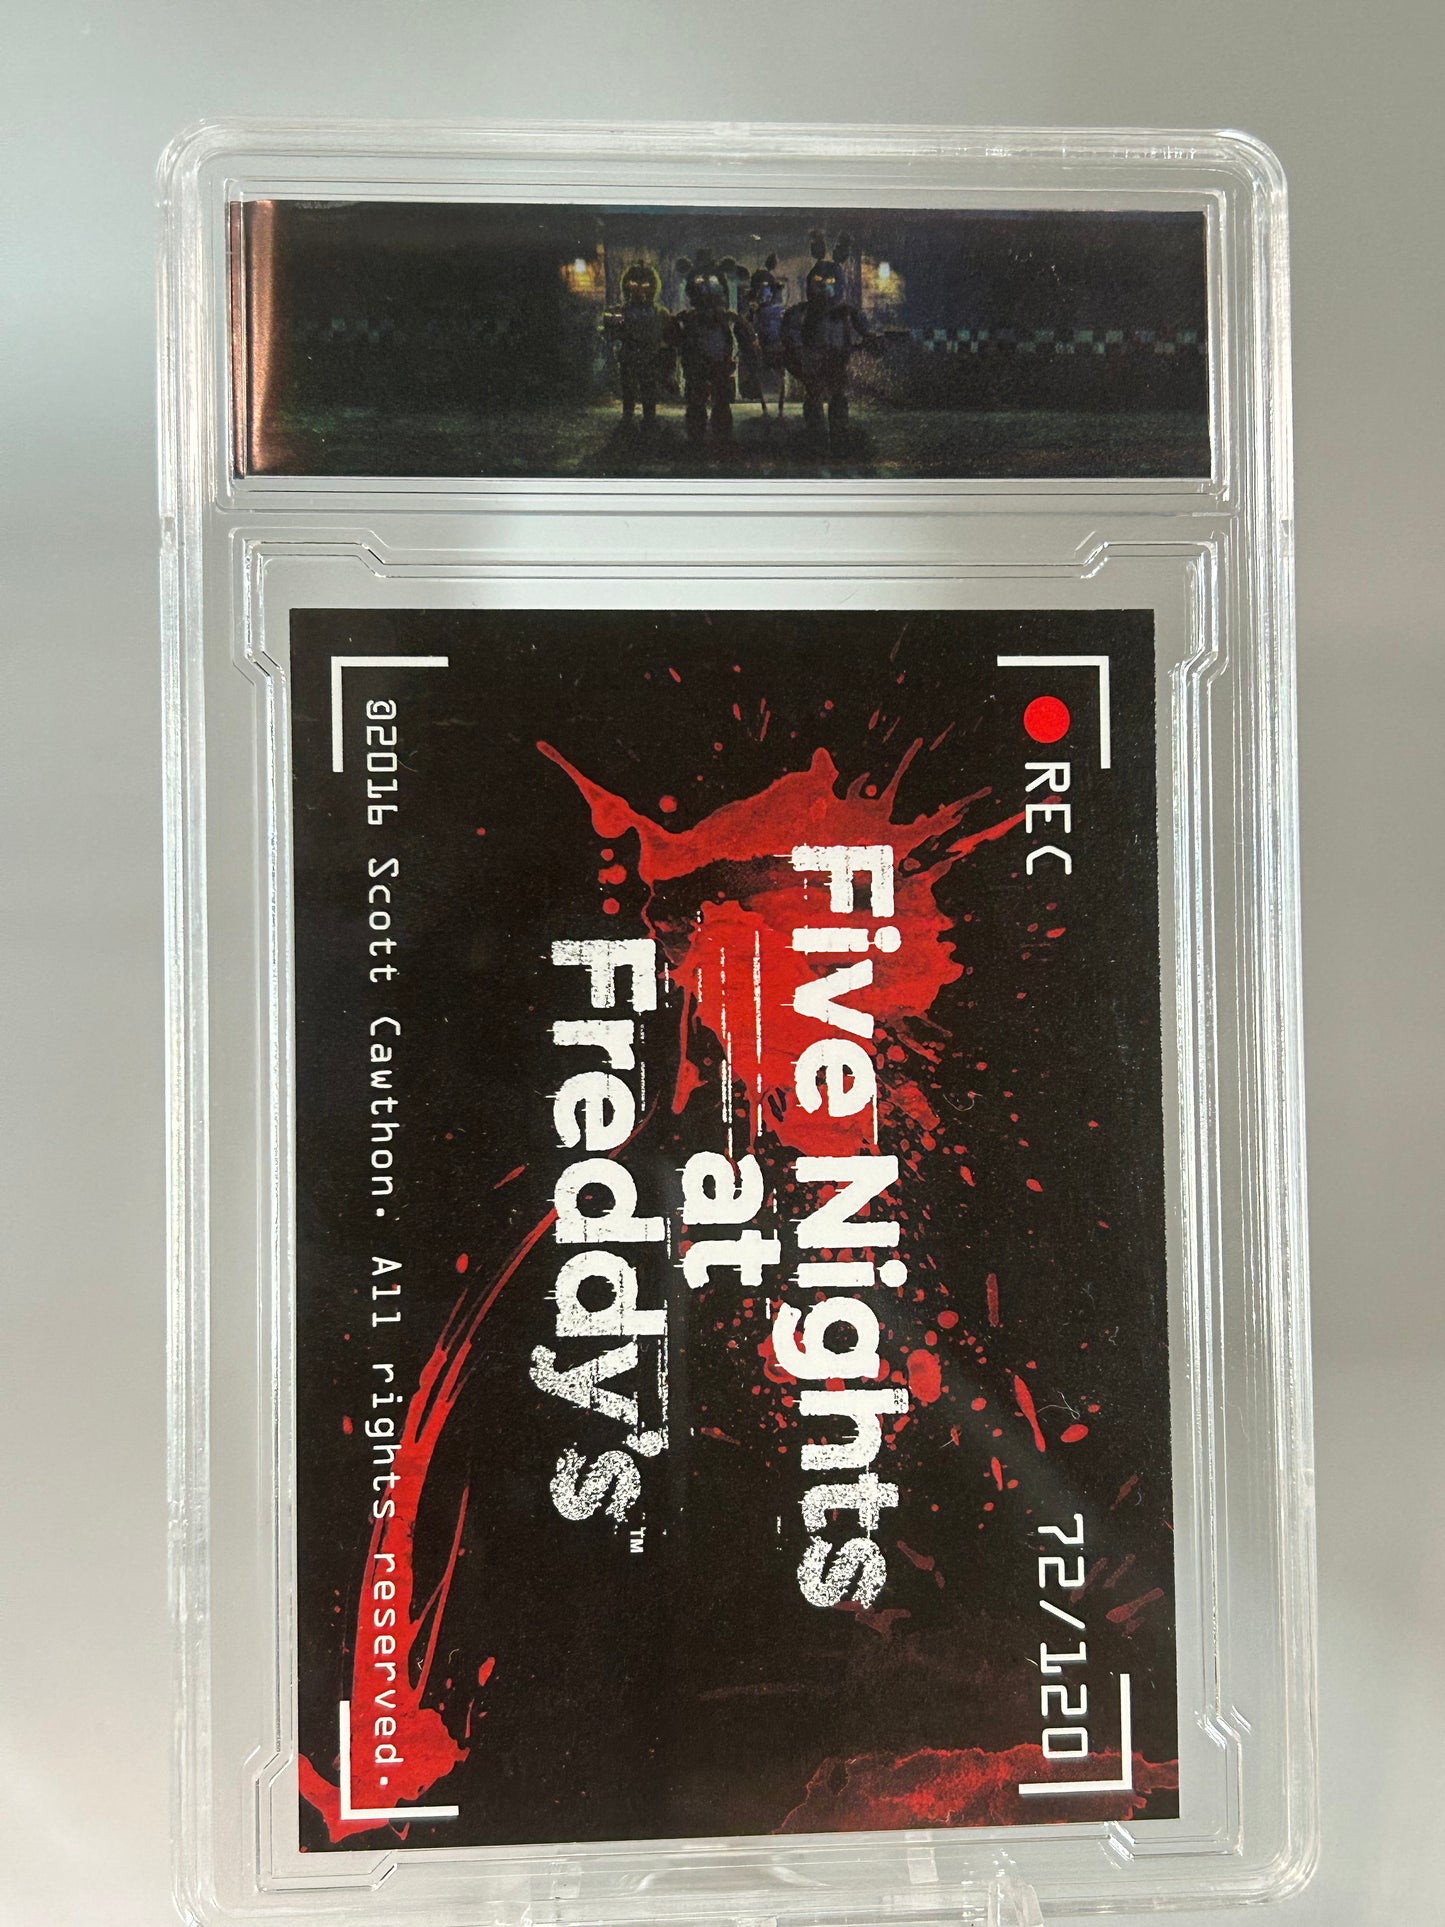 REC
72/120
Five Nights
at
Freddy's™
©2016 Scott Cawthon. All rights reserved.